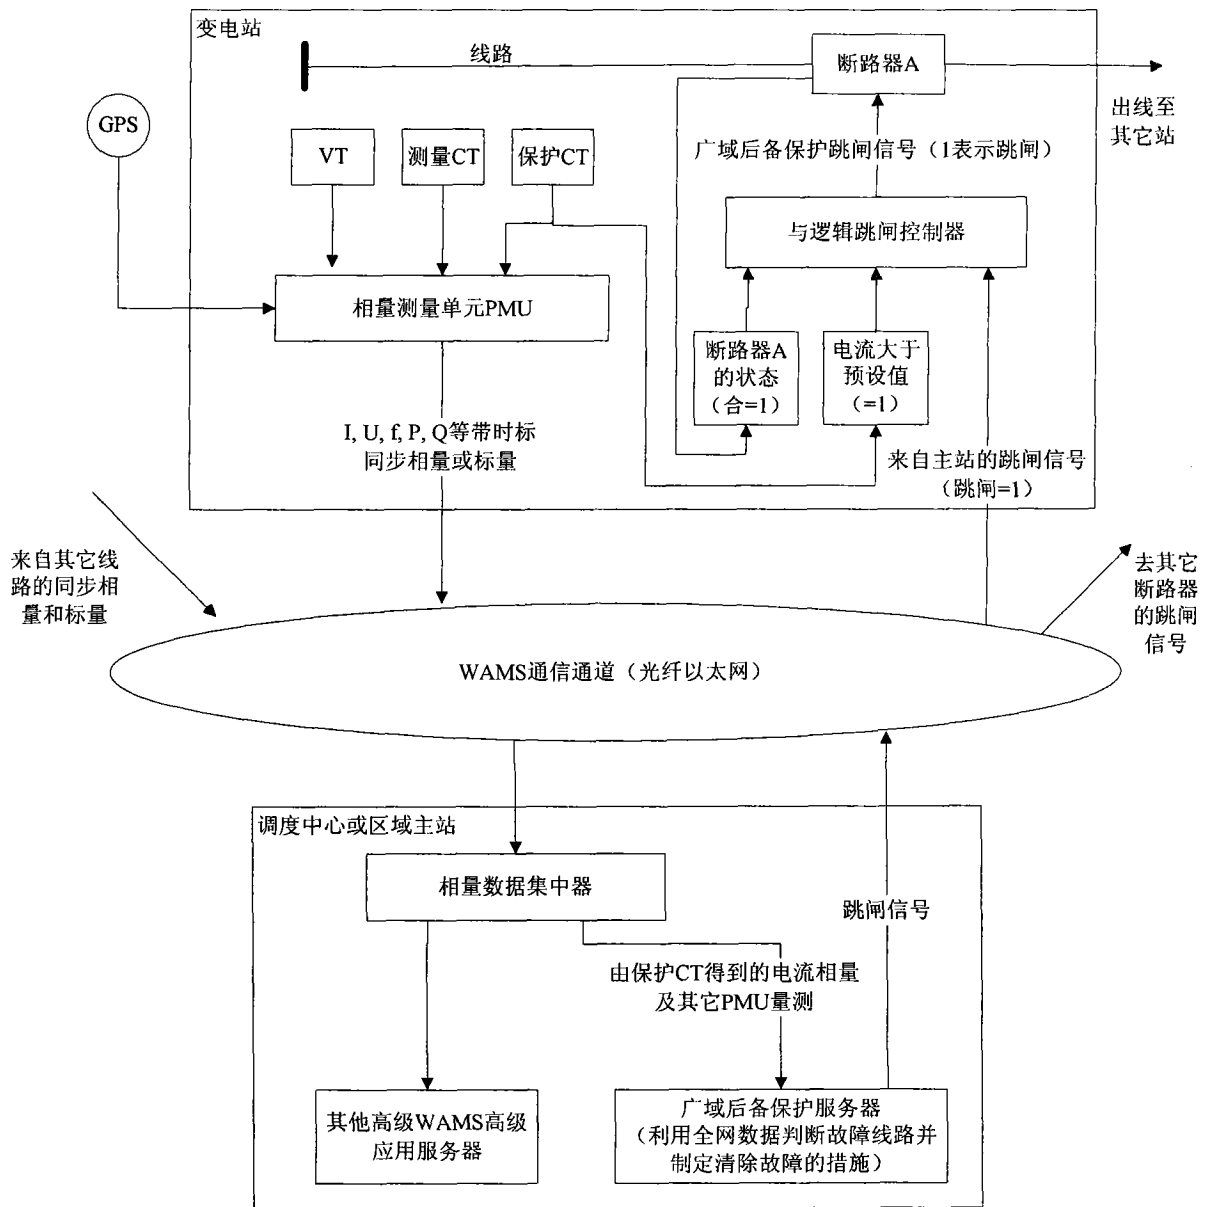 变电站
线路
断路器A
出线至
其它站
GPS
VT
测量CT
保护CT
广域后备保护跳闸信号（1表示跳闸）
与逻辑跳闸控制器
相量测量单元PMU
断路器A
的状态
（合=1）
电流大于
预设值
（=1）
I, U, f, P, Q等带时标
同步相量或标量
来自主站的跳闸信号
（跳闸=1）
来自其它线
路的同步相
量和标量
去其它
断路器
的跳闸
信号
WAMS通信通道（光纤以太网）
调度中心或区域主站
相量数据集中器
跳闸信号
由保护CT得到的电流相量
及其它PMU量测
其他高级WAMS高级
应用服务器
广域后备保护服务器
（利用全网数据判断故障线路并
制定清除故障的措施）